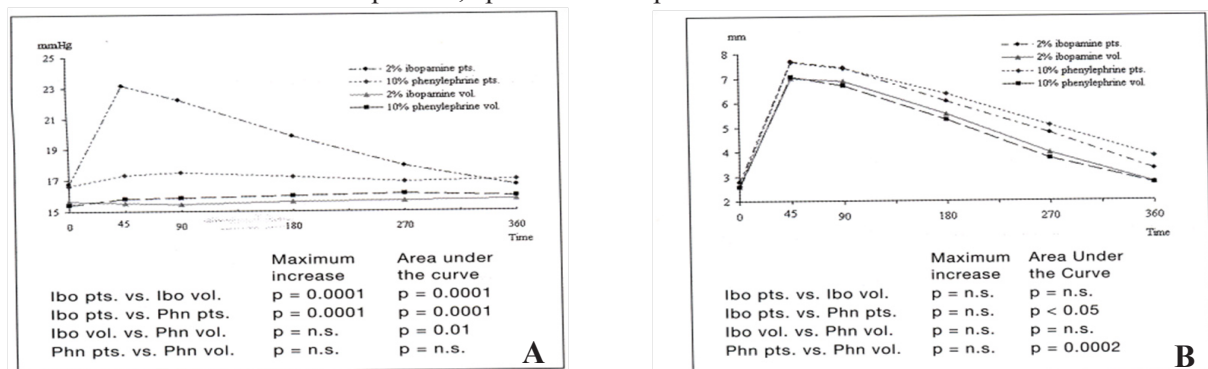 mmHg
25
23
21
19
17
15
0
45
90
180
270
360
Time
2% ibopamine pts.
10% phenylephrine pts.
2% ibopamine vol.
10% phenylephrine vol.
Maximum increase Area under the curve
Ibo pts. vs. Ibo vol. p = 0.0001 p = 0.0001
Ibo pts. vs. Phn pts. p = 0.0001 p = 0.0001
Ibo vol. vs. Phn vol. p = n.s. p = 0.01
Phn pts. vs. Phn vol. p = n.s. p = n.s.
A
mm
8
7
6
5
4
3
2
0
45
90
180
270
360
Time
2% ibopamine pts.
2% ibopamine vol.
10% phenylephrine pts.
10% phenylephrine vol.
Maximum increase Area Under the Curve
Ibo pts. vs. Ibo vol. p = n.s. p = n.s.
Ibo pts. vs. Phn pts. p = n.s. p < 0.05
Ibo vol. vs. Phn vol. p = n.s. p = n.s.
Phn pts. vs. Phn vol. p = n.s. p = 0.0002
B